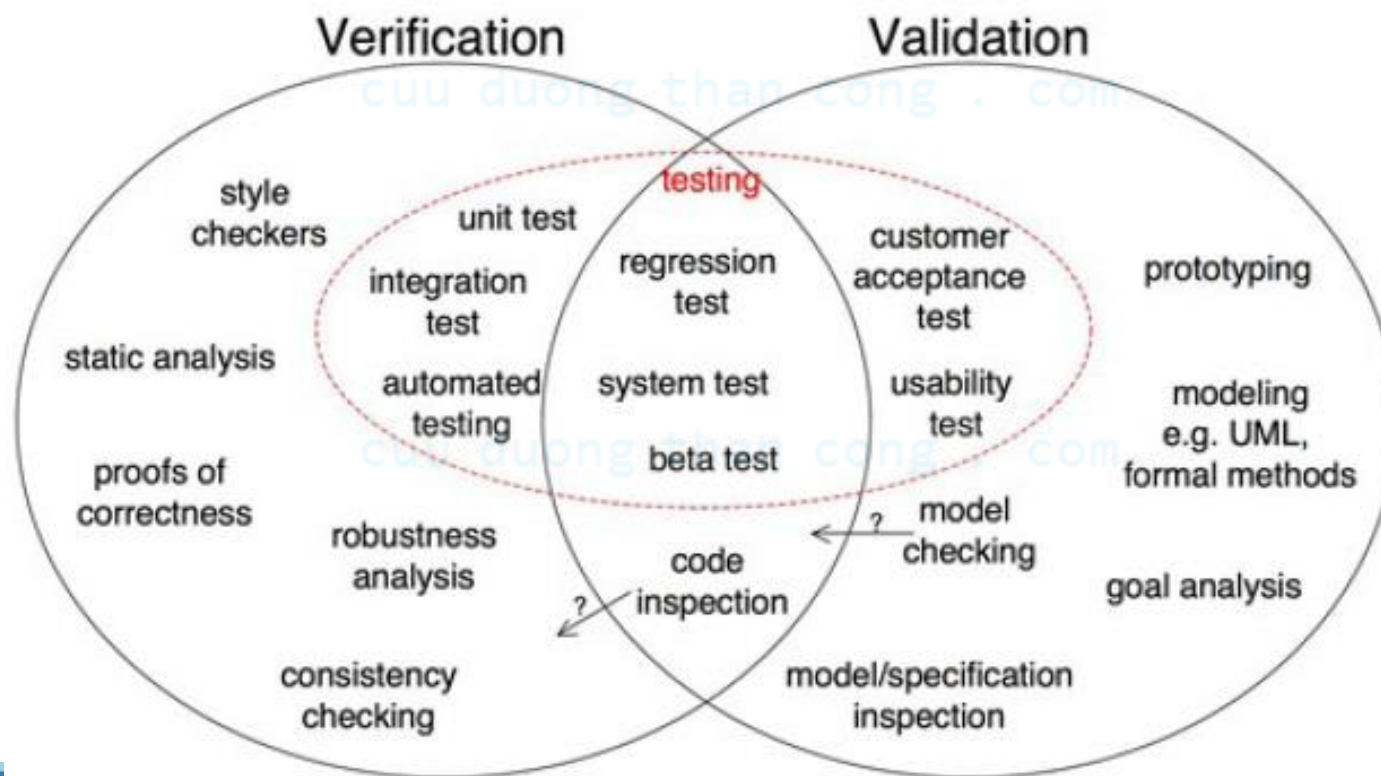 Verification
Validation
cuu duong than cong . com
testing
style
checkers
unit test
integration
test
regression
test
customer
acceptance
test
prototyping
static analysis
automated
testing
system test
usability
test
modeling
e.g. UML,
formal methods
cuu duong than cong . com
beta test
proofs of
correctness
robustness
analysis
code
inspection
?
?
model
checking
goal analysis
consistency
checking
model/specification
inspection